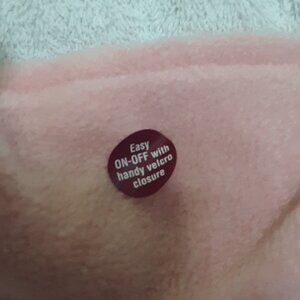 Easy
ON-OFF with
handy velcro
closure